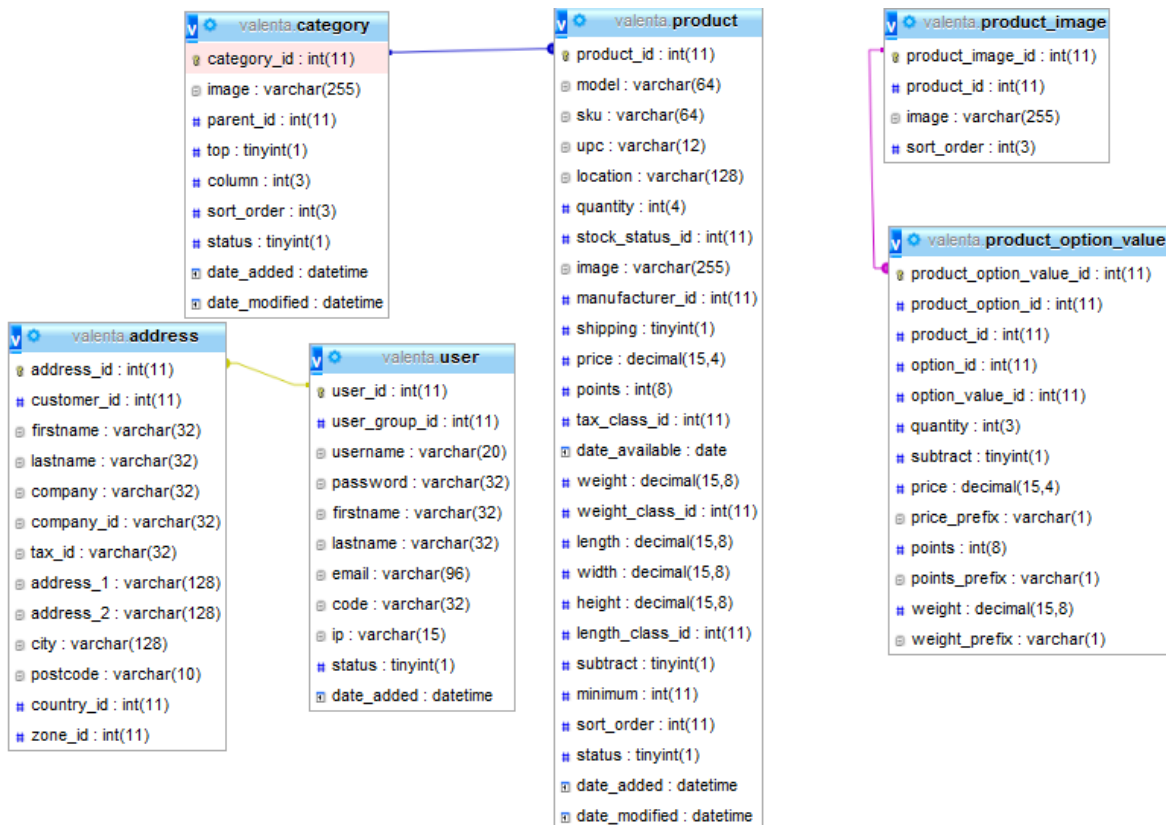 valenta.category
category_id : int(11)
image : varchar(255)
parent_id : int(11)
top : tinyint(1)
column : int(3)
sort_order : int(3)
status : tinyint(1)
date_added : datetime
date_modified : datetime
valenta.address
address_id : int(11)
customer_id : int(11)
firstname : varchar(32)
lastname : varchar(32)
company : varchar(32)
company_id : varchar(32)
tax_id : varchar(32)
address_1 : varchar(128)
address_2 : varchar(128)
city : varchar(128)
postcode : varchar(10)
country_id : int(11)
zone_id : int(11)
valenta.user
user_id : int(11)
user_group_id : int(11)
username : varchar(20)
password : varchar(32)
firstname : varchar(32)
lastname : varchar(32)
email : varchar(96)
code : varchar(32)
ip : varchar(15)
status : tinyint(1)
date_added : datetime
valenta.product
product_id : int(11)
model : varchar(64)
sku : varchar(64)
upc : varchar(12)
location : varchar(128)
quantity : int(4)
stock_status_id : int(11)
image : varchar(255)
manufacturer_id : int(11)
shipping : tinyint(1)
price : decimal(15,4)
points : int(8)
tax_class_id : int(11)
date_available : date
weight : decimal(15,8)
weight_class_id : int(11)
length : decimal(15,8)
width : decimal(15,8)
height : decimal(15,8)
length_class_id : int(11)
subtract : tinyint(1)
minimum : int(11)
sort_order : int(11)
status : tinyint(1)
date_added : datetime
date_modified : datetime
valenta.product_image
product_image_id : int(11)
product_id : int(11)
image : varchar(255)
sort_order : int(3)
valenta.product_option_value
product_option_value_id : int(11)
product_option_id : int(11)
product_id : int(11)
option_id : int(11)
option_value_id : int(11)
quantity : int(3)
subtract : tinyint(1)
price : decimal(15,4)
price_prefix : varchar(1)
points : int(8)
points_prefix : varchar(1)
weight : decimal(15,8)
weight_prefix : varchar(1)